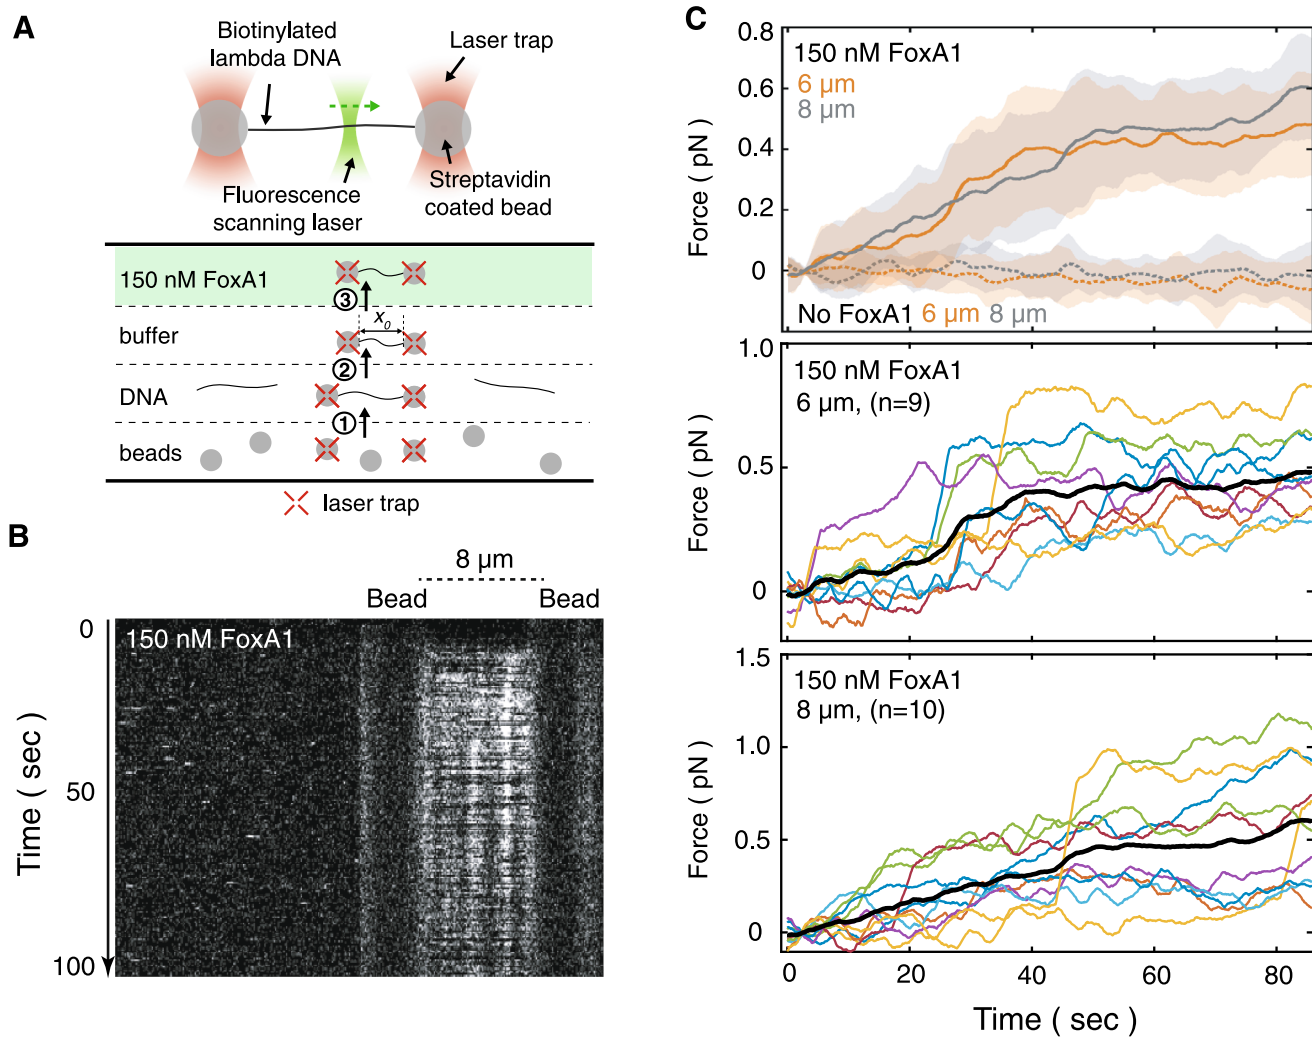 A
Biotinylated
lambda DNA
Laser trap
Fluorescence
scanning laser
Streptavidin
coated bead
150 nM FoxA1
3
buffer
x0
2
DNA
1
beads
laser trap
B
8 µm
Bead
Bead
0
150 nM FoxA1
50
100
Time ( sec )
C
0.8
0.6
0.4
0.2
0
Force ( pN )
150 nM FoxA1
6 µm
8 µm
No FoxA1 6 µm 8 µm
1.0
0.5
0
Force ( pN )
150 nM FoxA1
6 µm, (n=9)
1.5
1.0
0.5
0
Force ( pN )
150 nM FoxA1
8 µm, (n=10)
0 20 40 60 80
Time ( sec )